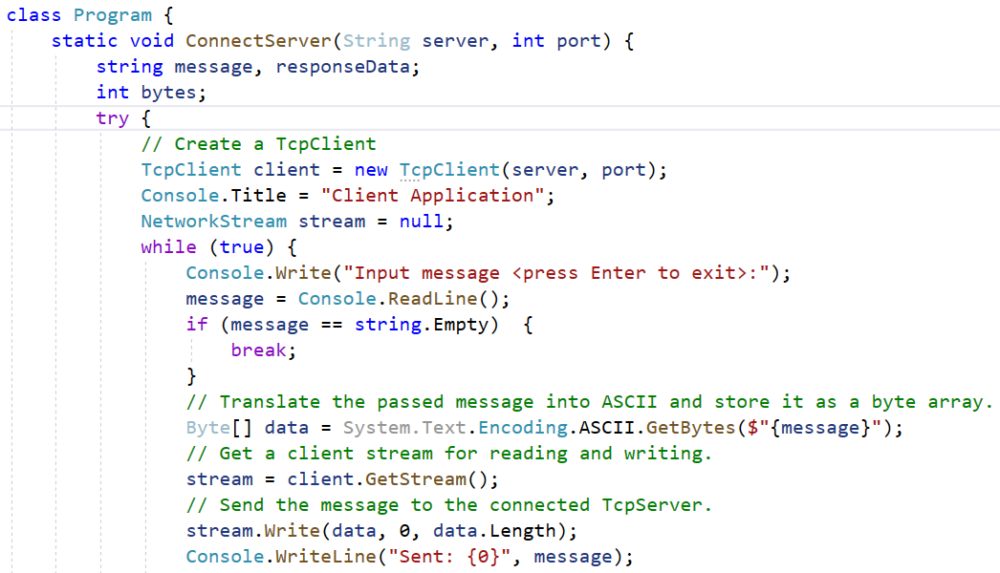 class Program {
static void ConnectServer(String server, int port) {
string message, responseData;
int bytes;
try {
// Create a TcpClient
TcpClient client = new TcpClient(server, port);
Console.Title = "Client Application";
NetworkStream stream = null;
while (true) {
Console.Write("Input message <press Enter to exit>:");
message = Console.ReadLine();
if (message == string.Empty)  {
break;
}
// Translate the passed message into ASCII and store it as a byte array.
Byte[] data = System.Text.Encoding.ASCII.GetBytes($"{message}");
// Get a client stream for reading and writing.
stream = client.GetStream();
// Send the message to the connected TcpServer.
stream.Write(data, 0, data.Length);
Console.WriteLine("Sent: {0}", message);